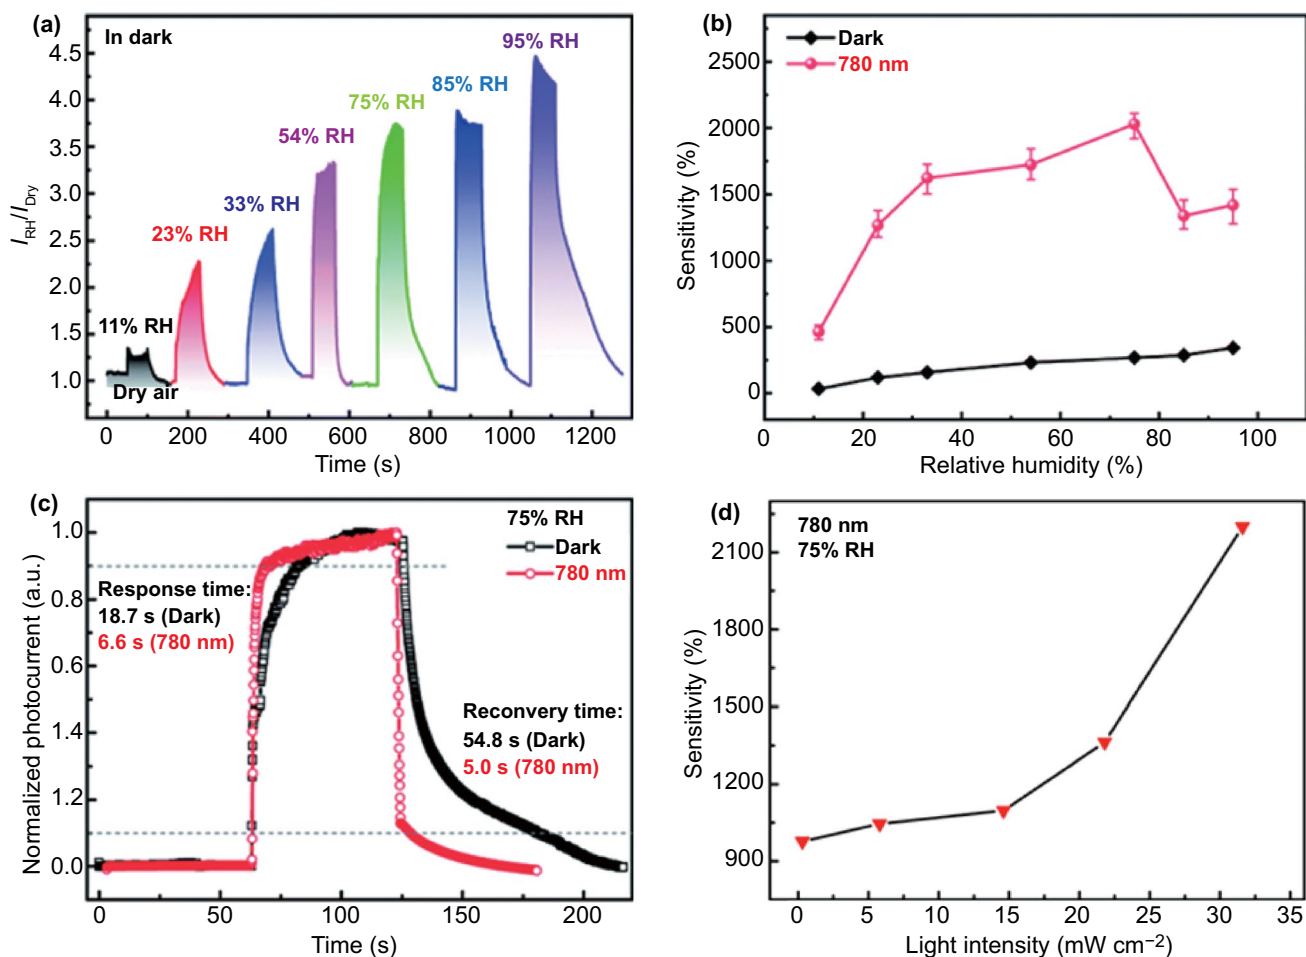 (a)
In dark
4.5
4.0
3.5
3.0
2.5
2.0
1.5
1.0
I_RH/I_Dry
11% RH
23% RH
33% RH
54% RH
75% RH
85% RH
95% RH
Dry air
0 200 400 600 800 1000 1200
Time (s)
(b)
Dark
780 nm
2500
2000
1500
1000
500
0
Sensitivity (%)
0 20 40 60 80 100
Relative humidity (%)
(c)
75% RH
Dark
780 nm
1.0
0.8
0.6
1.4
1.2
0.0
Normalized photocurrent (a.u.)
Response time:
18.7 s (Dark)
6.6 s (780 nm)
Reconvery time:
54.8 s (Dark)
5.0 s (780 nm)
0 50 100 150 200
Time (s)
(d)
780 nm
75% RH
2100
1800
1500
1200
900
Sensitivity (%)
0 5 10 15 20 25 30 35
Light intensity (mW cm⁻²)